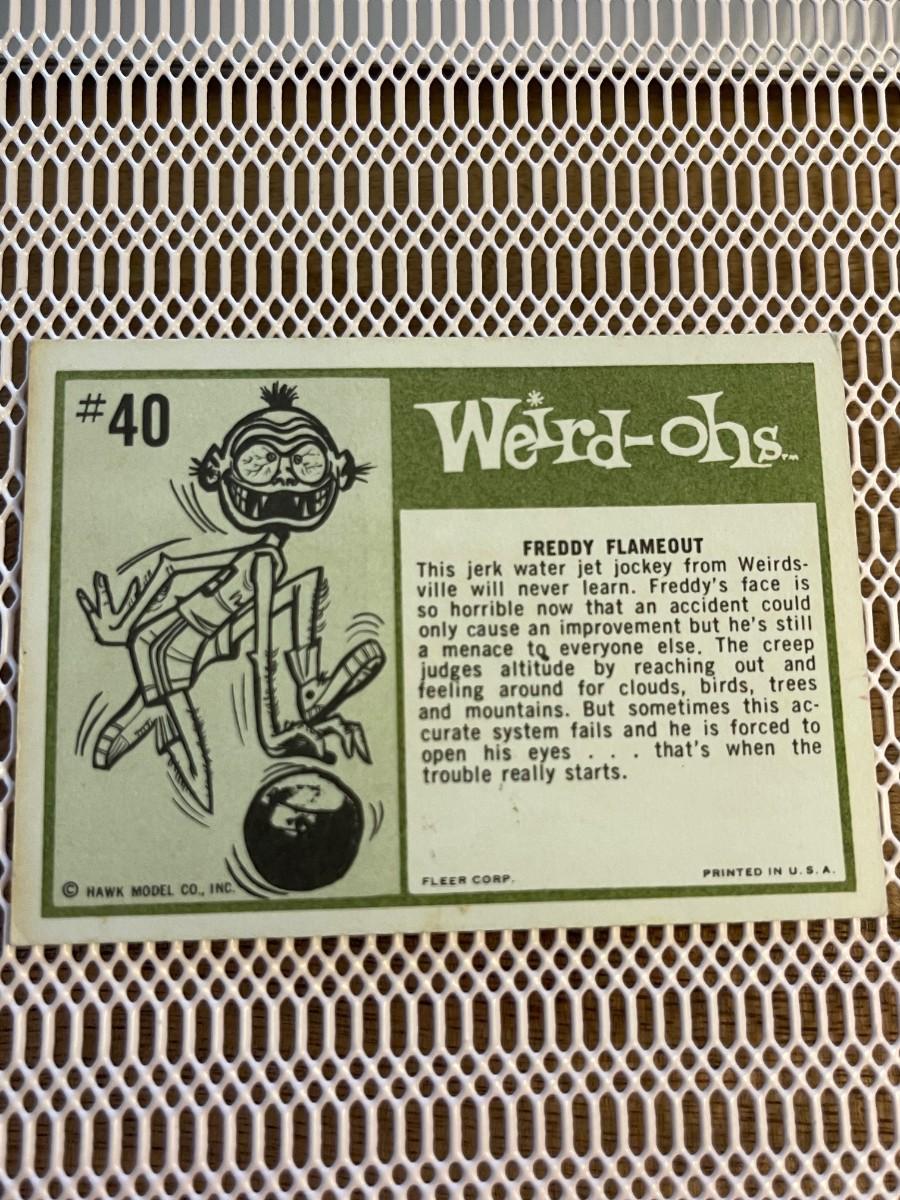 #40
Weird-ohs™
FREDDY FLAMEOUT
This jerk water jet jockey from Weirds-
ville will never learn. Freddy's face is
so horrible now that an accident could
only cause an improvement but he's still
a menace to everyone else. The creep
judges altitude by reaching out and
feeling around for clouds, birds, trees
and mountains. But sometimes this ac-
curate system fails and he is forced to
open his eyes . . . that's when the
trouble really starts.
© HAWK MODEL CO., INC.
FLEER CORP.
PRINTED IN U.S.A.